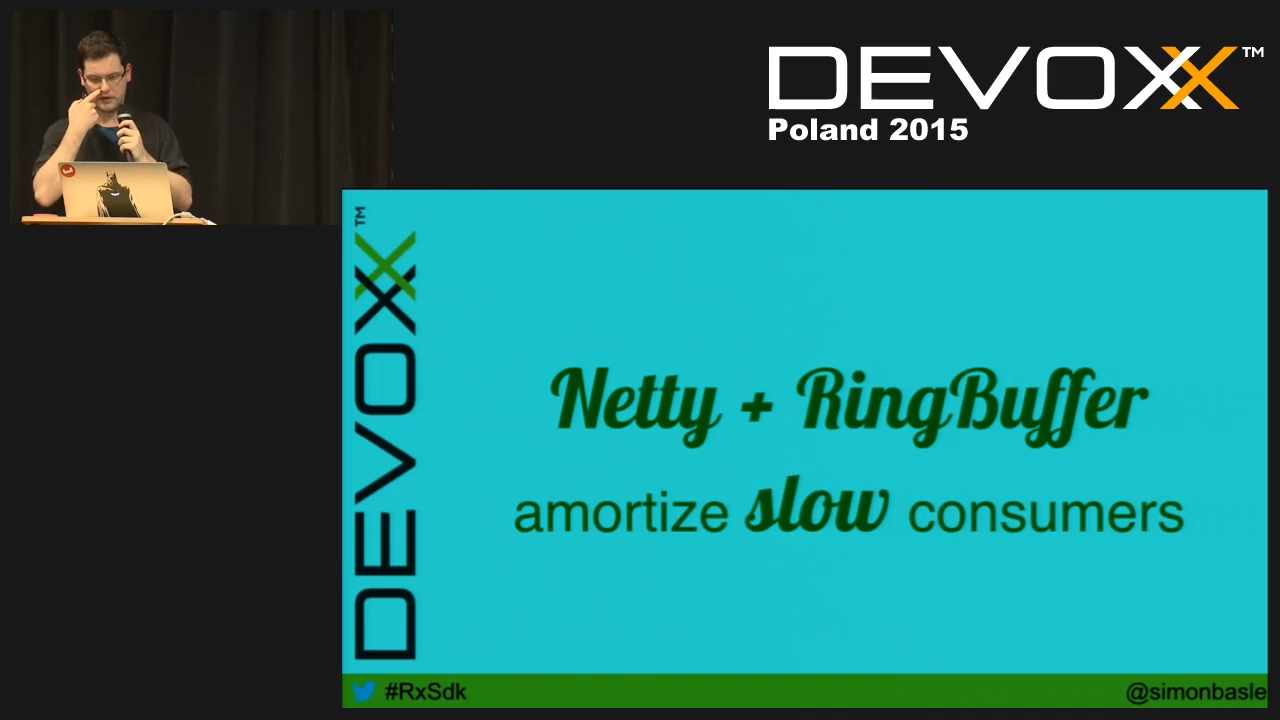 DEVOXX™
Poland 2015
DEVOXX™
Netty + RingBuffer
amortize slow consumers
#RxSdk
@simonbasle